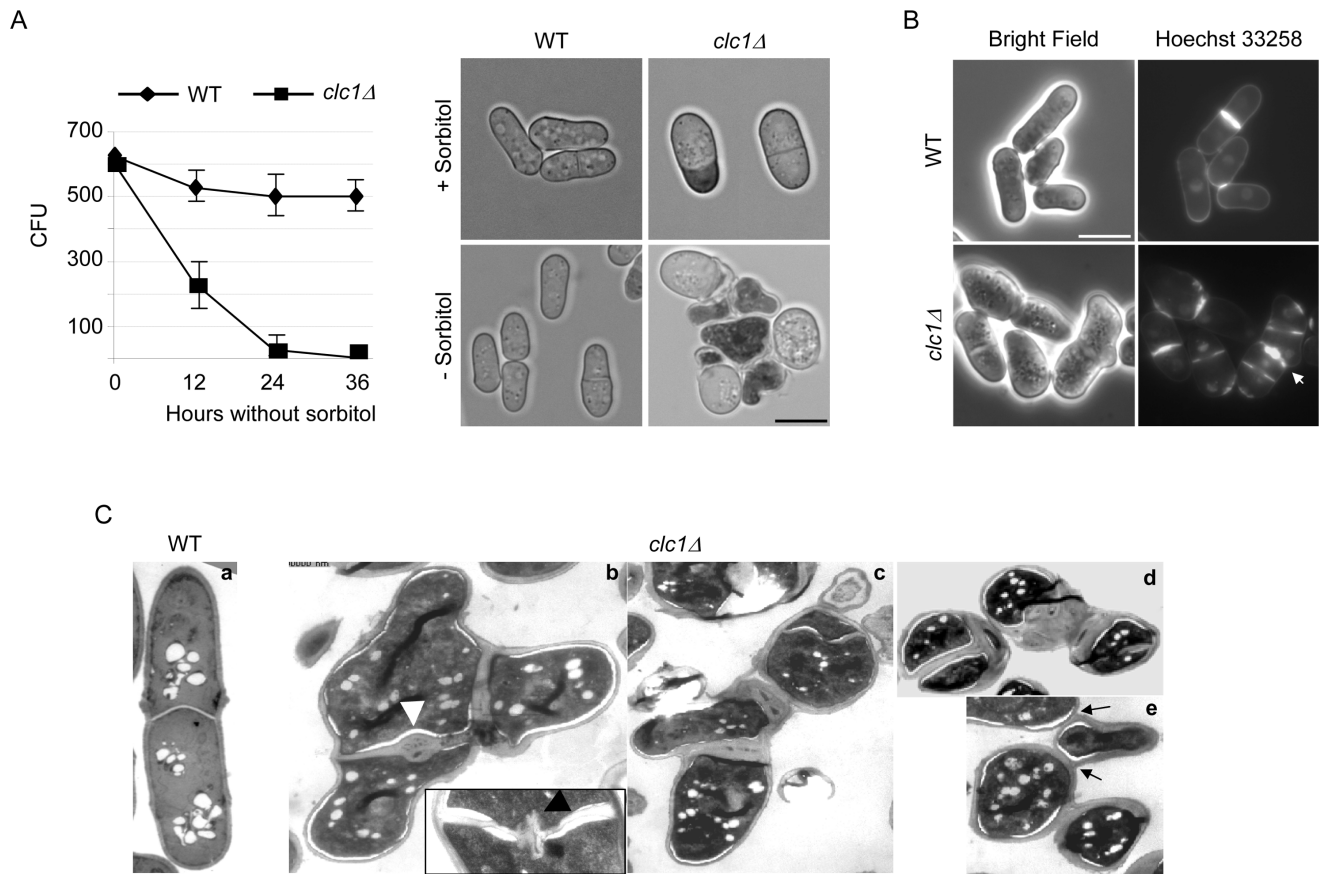 A
WT clc1Δ
700
500
300
100
CFU
0 12 24 36
Hours without sorbitol
WT clc1Δ
+ Sorbitol
- Sorbitol
B
Bright Field Hoechst 33258
WT
clc1Δ
C
WT clc1Δ
a
b
c
d
e